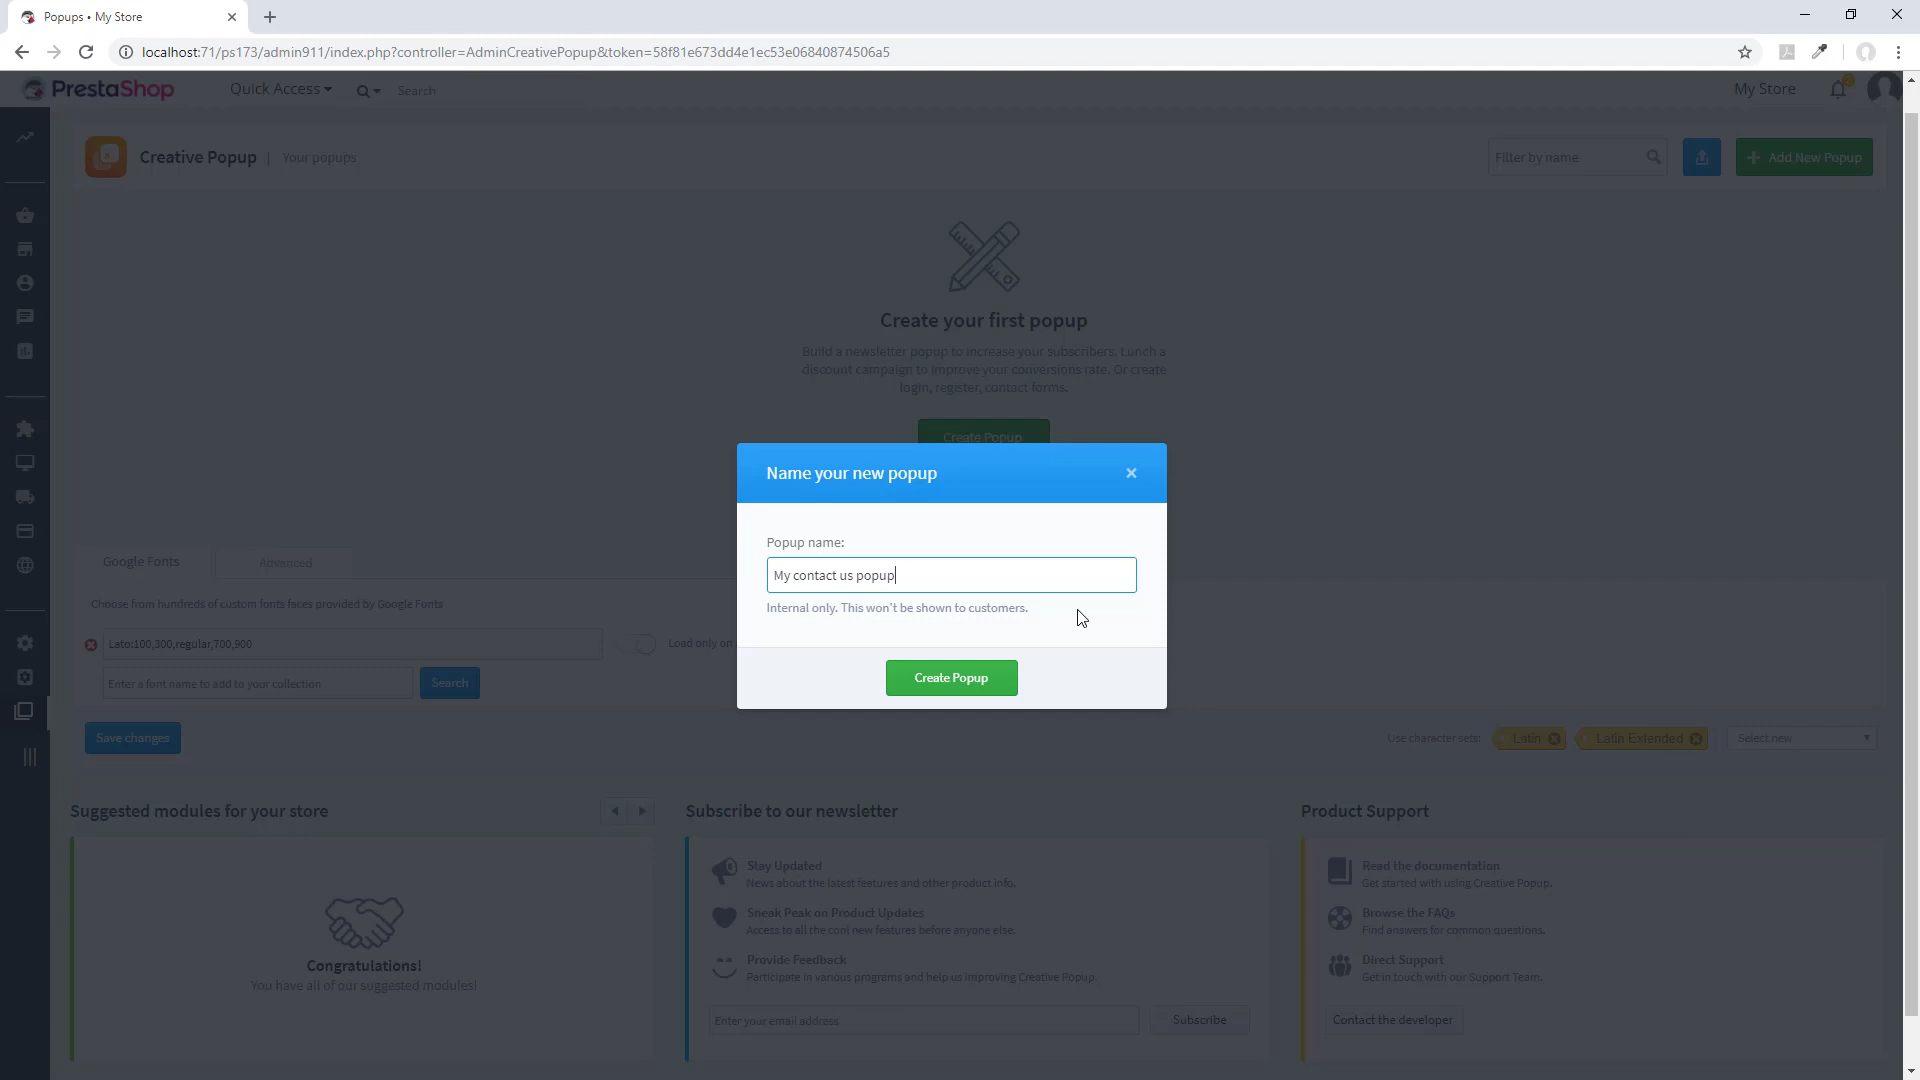 Popups • My Store
localhost:71/ps173/admin911/index.php?controller=AdminCreativePopup&token=58f81e673dd4e1ec53e06840874506a5
PrestaShop
Quick Access
Search
My Store
Creative Popup | Your popups
Filter by name
Add New Popup
Create your first popup
Build a newsletter popup to increase your subscribers. Lunch a
discount campaign to improve your conversions rate. Or create
login, register, contact forms.
Create Popup
Name your new popup
Popup name:
My contact us popup
Internal only. This won't be shown to customers.
Create Popup
Google Fonts
Advanced
Choose from hundreds of custom fonts faces provided by Google Fonts
Lato:100,300,regular,700,900
Load only on
Enter a font name to add to your collection
Search
Save changes
Use character sets:
Latin
Latin Extended
Select new
Suggested modules for your store
Congratulations!
You have all of our suggested modules!
Subscribe to our newsletter
Stay Updated
News about the latest features and other product info.
Sneak Peak on Product Updates
Access to all the cool new features before anyone else.
Provide Feedback
Participate in various programs and help us improving Creative Popup.
Enter your email address
Subscribe
Product Support
Read the documentation
Get started with using Creative Popup.
Browse the FAQs
Find answers for common questions.
Direct Support
Get in touch with our Support Team.
Contact the developer